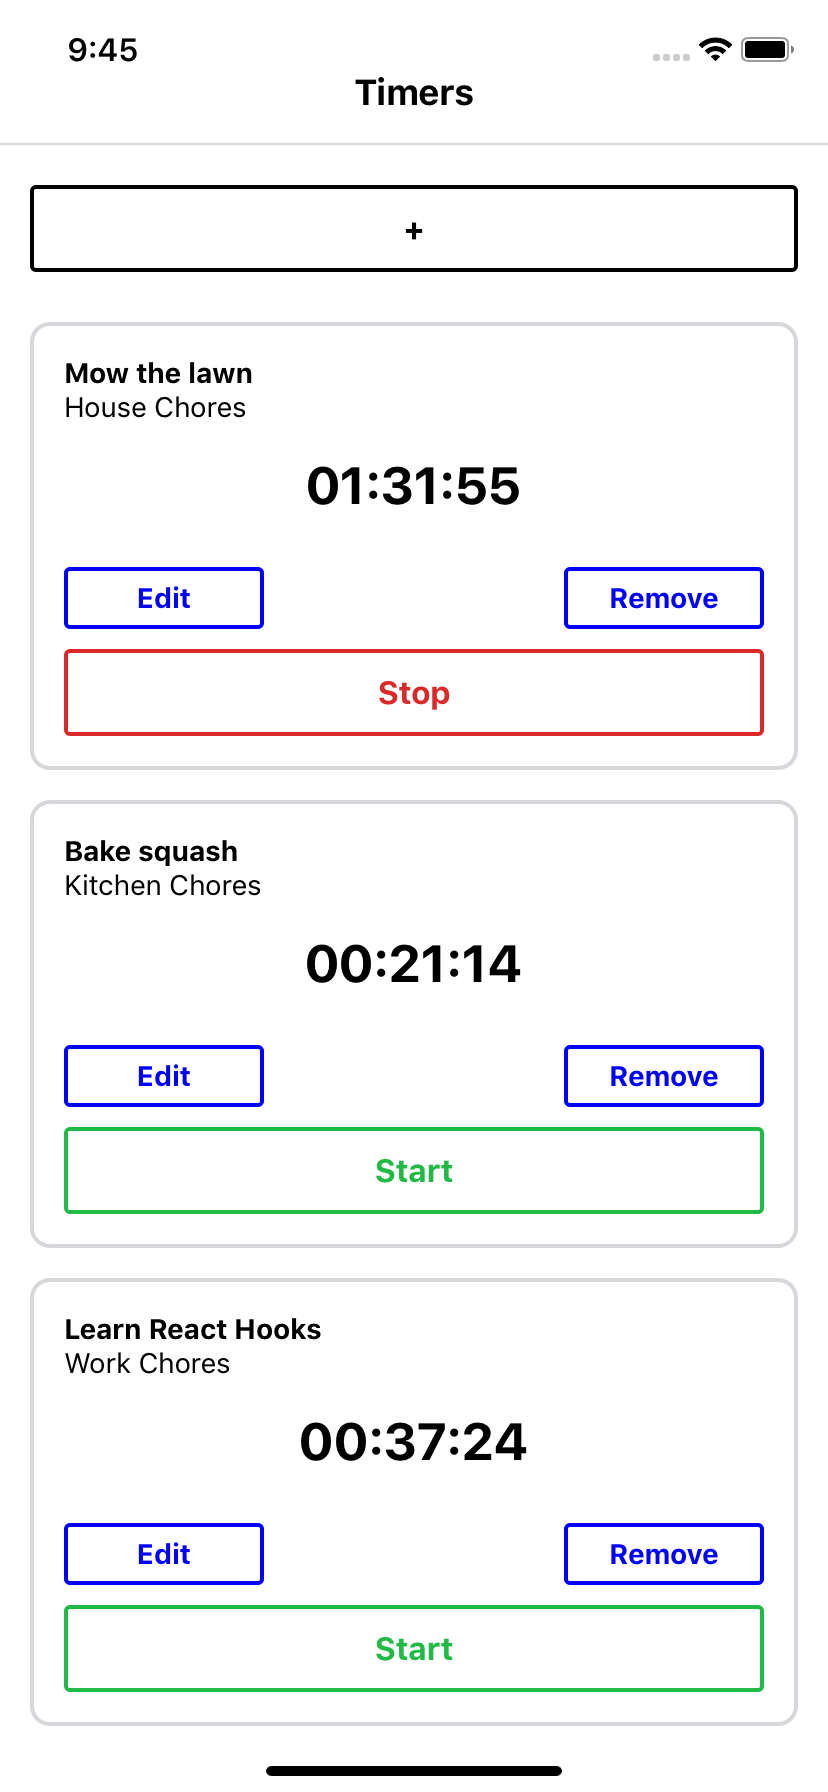 9:45
Timers
+
Mow the lawn
House Chores
01:31:55
Edit Remove
Stop
Bake squash
Kitchen Chores
00:21:14
Edit Remove
Start
Learn React Hooks
Work Chores
00:37:24
Edit Remove
Start